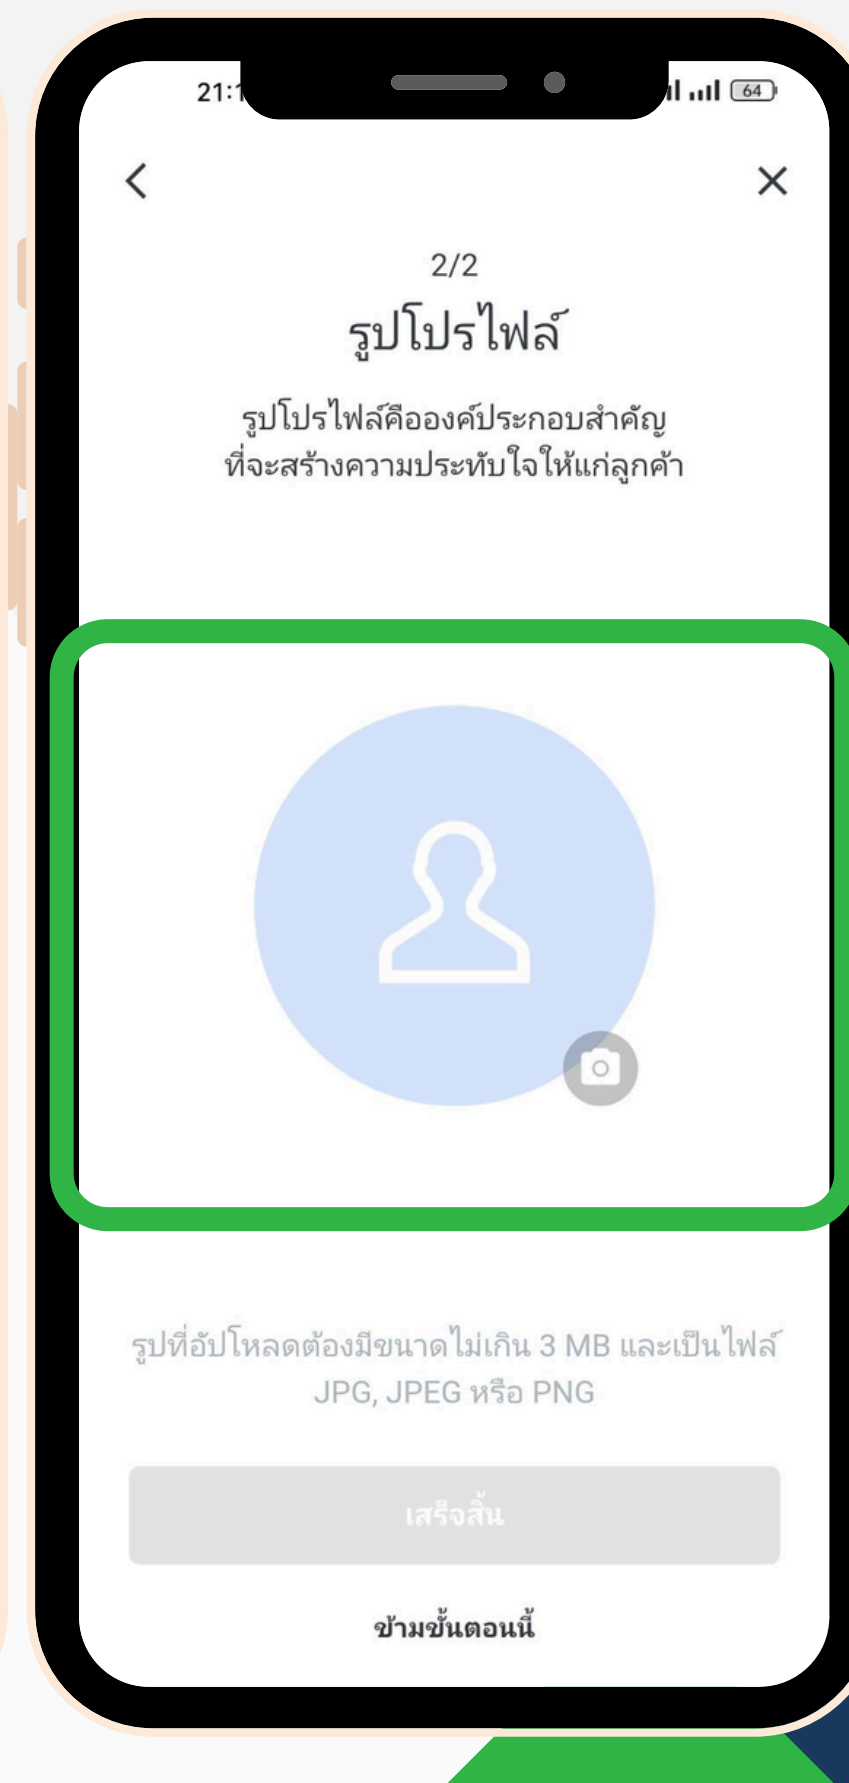 64
2/2
รูปโปรไฟล์
รูปโปรไฟล์คือองค์ประกอบสำคัญ
ที่จะสร้างความประทับใจให้แก่ลูกค้า
รูปที่อัปโหลดต้องมีขนาดไม่เกิน 3 MB และเป็นไฟล์
JPG, JPEG หรือ PNG
เสร็จสิ้น
ข้ามขั้นตอนนี้